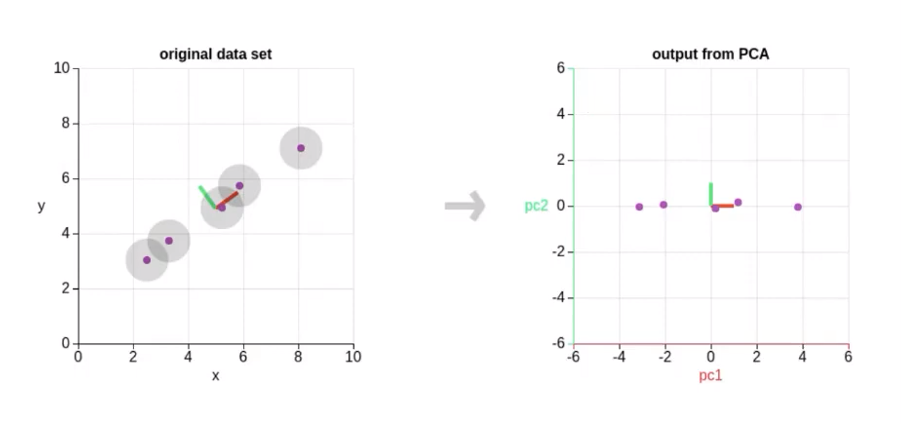 original data set
10
8
6
y
4
2
0
0 2 4 6 8 10
x
output from PCA
6
4
2
pc2 0
-2
-4
-6
-6 -4 -2 0 2 4 6
pc1